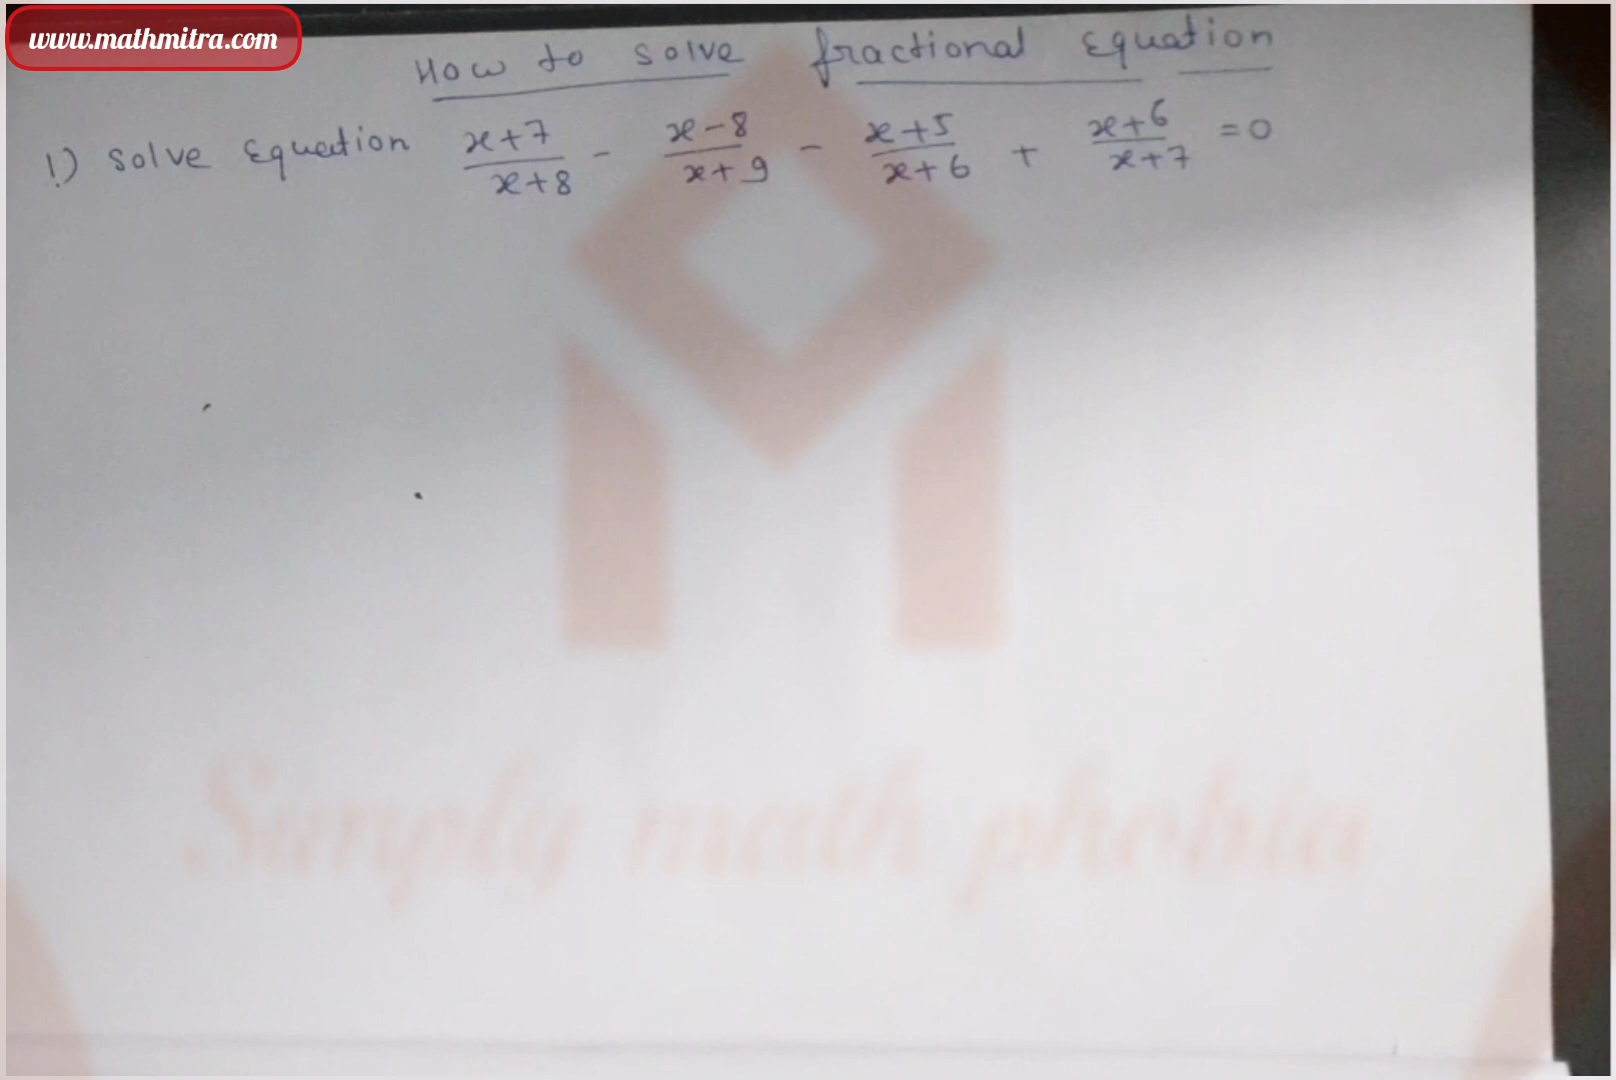 www.mathmitra.com
How to solve fractional Equation
1.) solve Equation (x+7)/(x+8) - (x-8)/(x+9) - (x+5)/(x+6) + (x+6)/(x+7) = 0
Simply math phobia